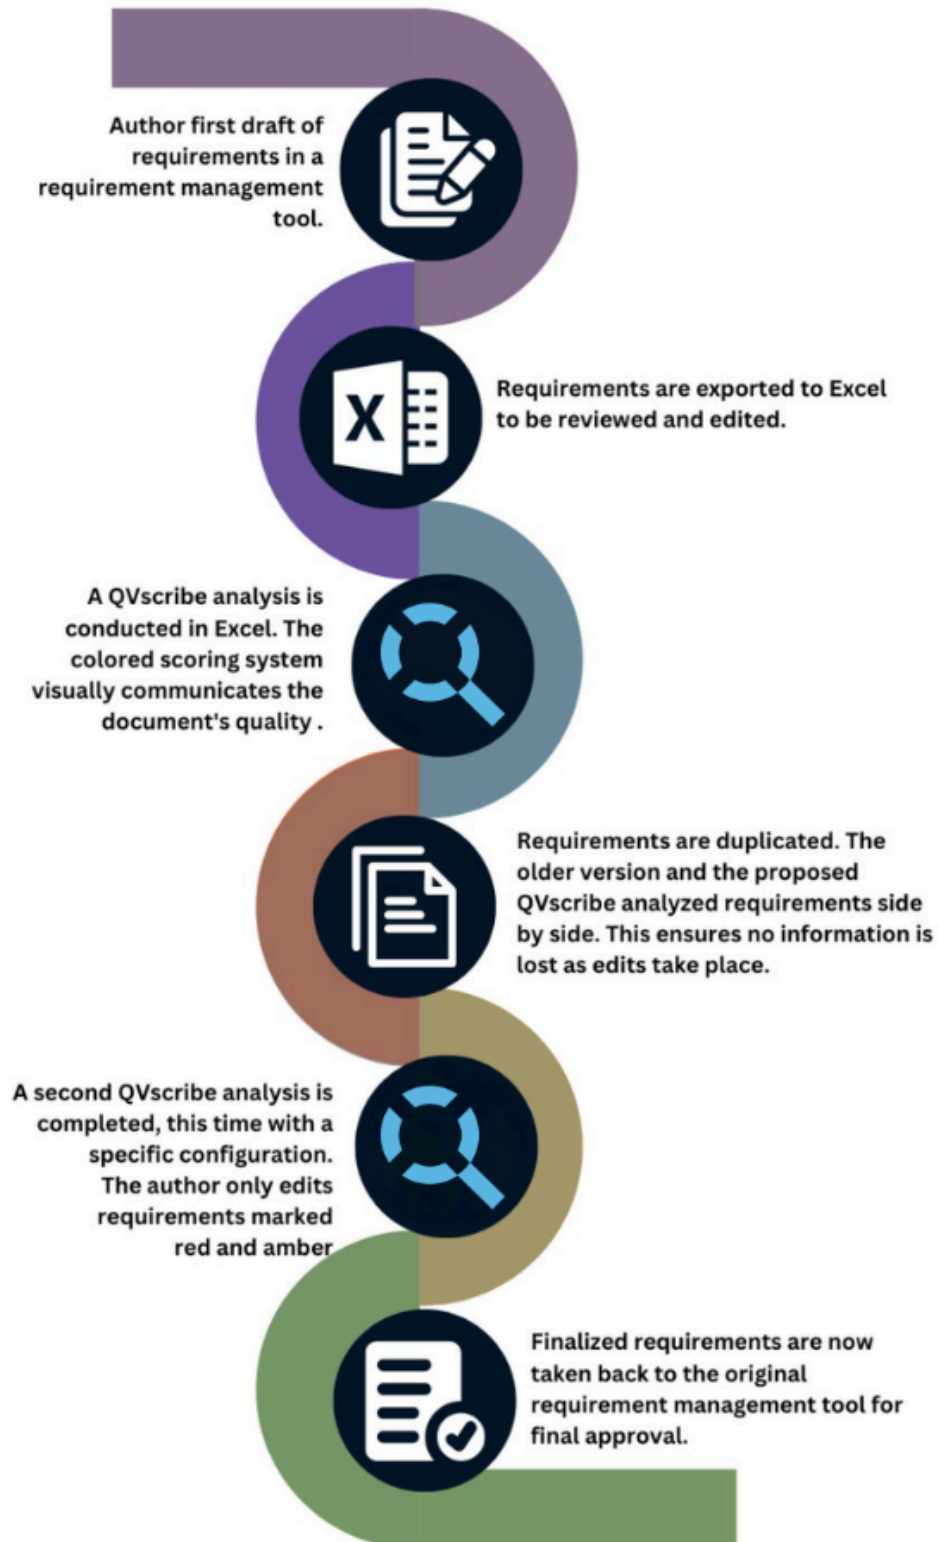 Author first draft of
requirements in a
requirement management
tool.
X
Requirements are exported to Excel
to be reviewed and edited.
A QVscribe analysis is
conducted in Excel. The
colored scoring system
visually communicates the
document's quality .
Requirements are duplicated. The
older version and the proposed
QVscribe analyzed requirements side
by side. This ensures no information is
lost as edits take place.
A second QVscribe analysis is
completed, this time with a
specific configuration.
The author only edits
requirements marked
red and amber
Finalized requirements are now
taken back to the original
requirement management tool for
final approval.